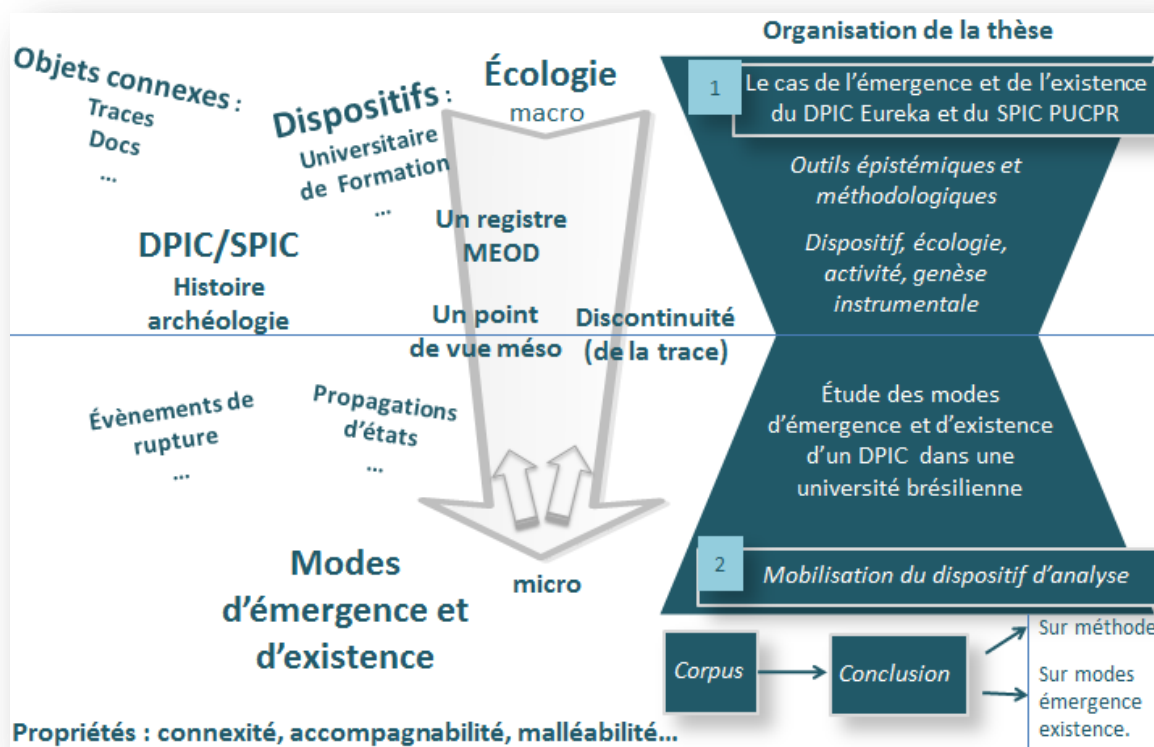 Organisation de la thèse
Objets connexes :
Traces
Docs
...
Dispositifs :
Universitaire
de Formation
...
Écologie
macro
Un registre
MEOD
DPIC/SPIC
Histoire
archéologie
Un point
de vue méso
Discontinuité
(de la trace)
Évènements de
rupture
...
Propagations
d’états
...
Modes
d’émergence et
d’existence
micro
Propriétés : connexité, accompagnabilité, malléabilité...
1
Le cas de l’émergence et de l’existence
du DPIC Eureka et du SPIC PUCPR
Outils épistémiques et
méthodologiques
Dispositif, écologie,
activité, genèse
instrumentale
Étude des modes
d’émergence et d’existence
d’un DPIC dans une
université brésilienne
2
Mobilisation du dispositif d’analyse
Corpus
Conclusion
Sur méthode
Sur modes
émergence
existence.